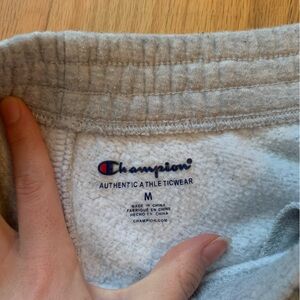 Champion
AUTHENTIC ATHLETICWEAR
M
MADE IN CHINA
FABRIQUÉ EN CHINE
HECHO EN CHINA
CHAMPION.COM